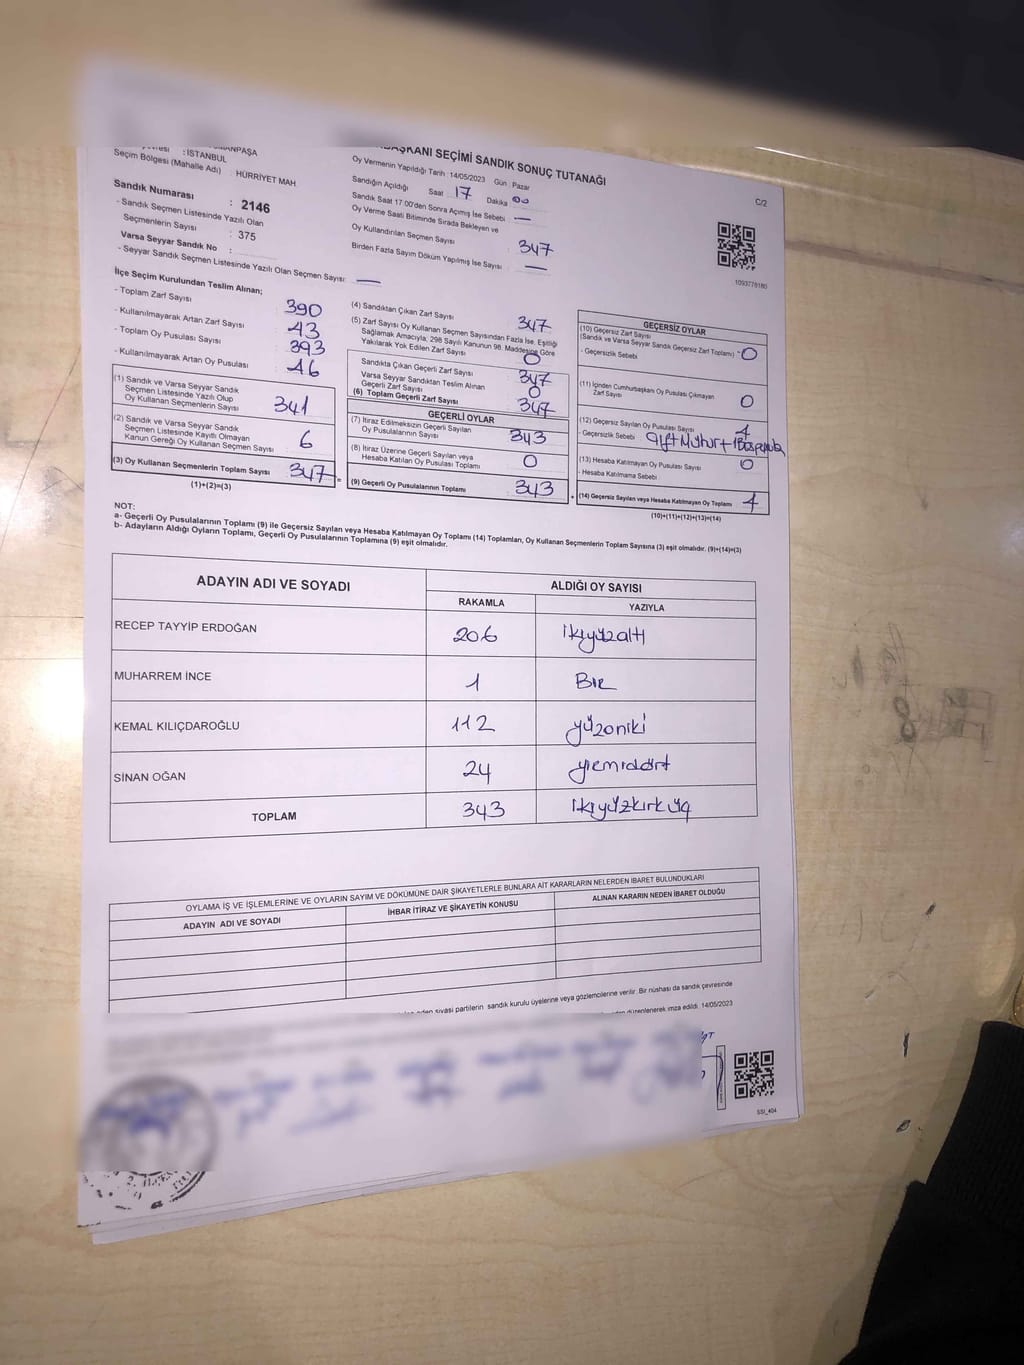 ŞKANI SEÇİMİ SANDIK SONUÇ TUTANAĞI
: İSTANBUL
Seçim Bölgesi (Mahalle Adı) : HÜRRİYET MAH
Sandık Numarası : 2146
- Sandık Seçmen Listesinde Yazılı Olan
Seçmenlerin Sayısı : 375
Varsa Seyyar Sandık No :
- Seyyar Sandık Seçmen Listesinde Yazılı Olan Seçmen Sayısı: —
Oy Vermenin Yapıldığı Tarih : 14/05/2023 Gün : Pazar
Sandığın Açıldığı Saat 17 Dakika 00
Sandık Saat 17.00'den Sonra Açılmış İse Sebebi —
Oy Verme Saati Bitiminde Sırada Bekleyen ve
Oy Kullandırılan Seçmen Sayısı : 347
Birden Fazla Sayım Döküm Yapılmış İse Sayısı : —
C/2
1093778180
İlçe Seçim Kurulundan Teslim Alınan;
- Toplam Zarf Sayısı 390
- Kullanılmayarak Artan Zarf Sayısı 43
- Toplam Oy Pusulası Sayısı 393
- Kullanılmayarak Artan Oy Pusulası 46
(1) Sandık ve Varsa Seyyar Sandık
Seçmen Listesinde Yazılı Olup
Oy Kullanan Seçmenlerin Sayısı 341
(2) Sandık ve Varsa Seyyar Sandık
Seçmen Listesinde Kayıtlı Olmayan
Kanun Gereği Oy Kullanan Seçmen Sayısı 6
(3) Oy Kullanan Seçmenlerin Toplam Sayısı 347
(1)+(2)=(3)
(4) Sandıktan Çıkan Zarf Sayısı 347
(5) Zarf Sayısı Oy Kullanan Seçmen Sayısından Fazla İse, Eşitliği
Sağlamak Amacıyla; 298 Sayılı Kanunun 98. Maddesine Göre
Yakılarak Yok Edilen Zarf Sayısı 0
Sandıkta Çıkan Geçerli Zarf Sayısı 347
Varsa Seyyar Sandıktan Teslim Alınan
Geçerli Zarf Sayısı 0
(6) Toplam Geçerli Zarf Sayısı 347
GEÇERLİ OYLAR
(7) İtiraz Edilmeksizin Geçerli Sayılan
Oy Pusulalarının Sayısı 343
(8) İtiraz Üzerine Geçerli Sayılan veya
Hesaba Katılan Oy Pusulası Toplamı 0
(9) Geçerli Oy Pusulalarının Toplamı 343
GEÇERSİZ OYLAR
(10) Geçersiz Zarf Sayısı
(Sandık ve Varsa Seyyar Sandık Geçersiz Zarf Toplamı) 0
- Geçersizlik Sebebi
(11) İçinden Cumhurbaşkanı Oy Pusulası Çıkmayan
Zarf Sayısı 0
(12) Geçersiz Sayılan Oy Pusulası Sayısı 4
- Geçersizlik Sebebi
(13) Hesaba Katılmayan Oy Pusulası Sayısı 0
- Hesaba Katılmama Sebebi
(14) Geçersiz Sayılan veya Hesaba Katılmayan Oy Toplamı 4
(10)+(11)+(12)+(13)=(14)
NOT:
a- Geçerli Oy Pusulalarının Toplamı (9) ile Geçersiz Sayılan veya Hesaba Katılmayan Oy Toplamı (14) Toplamları, Oy Kullanan Seçmenlerin Toplam Sayısına (3) eşit olmalıdır. (9)+(14)=(3)
b- Adayların Aldığı Oyların Toplamı, Geçerli Oy Pusulalarının Toplamına (9) eşit olmalıdır.
ADAYIN ADI VE SOYADI ALDIĞI OY SAYISI
RAKAMLA YAZIYLA
RECEP TAYYİP ERDOĞAN 206 ikiyüzaltı
MUHARREM İNCE 1 BİR
KEMAL KILIÇDAROĞLU 112 yüzoniki
SİNAN OĞAN 24 yiemidört
TOPLAM 343 ikiyüzkırküç
OYLAMA İŞ VE İŞLEMLERİNE VE OYLARIN SAYIM VE DÖKÜMÜNE DAİR ŞİKAYETLERLE BUNLARA AİT KARARLARIN NELERDEN İBARET BULUNDUKLARI
ADAYIN ADI VE SOYADI İHBAR İTİRAZ VE ŞİKAYETİN KONUSU ALINAN KARARIN NEDEN İBARET OLDUĞU
siyasi partilerin sandık kurulu üyelerine veya gözlemcilerine verilir. Bir nüshası da sandık çevresinde
düzenlenerek imza edildi. 14/05/2023
SSI_404